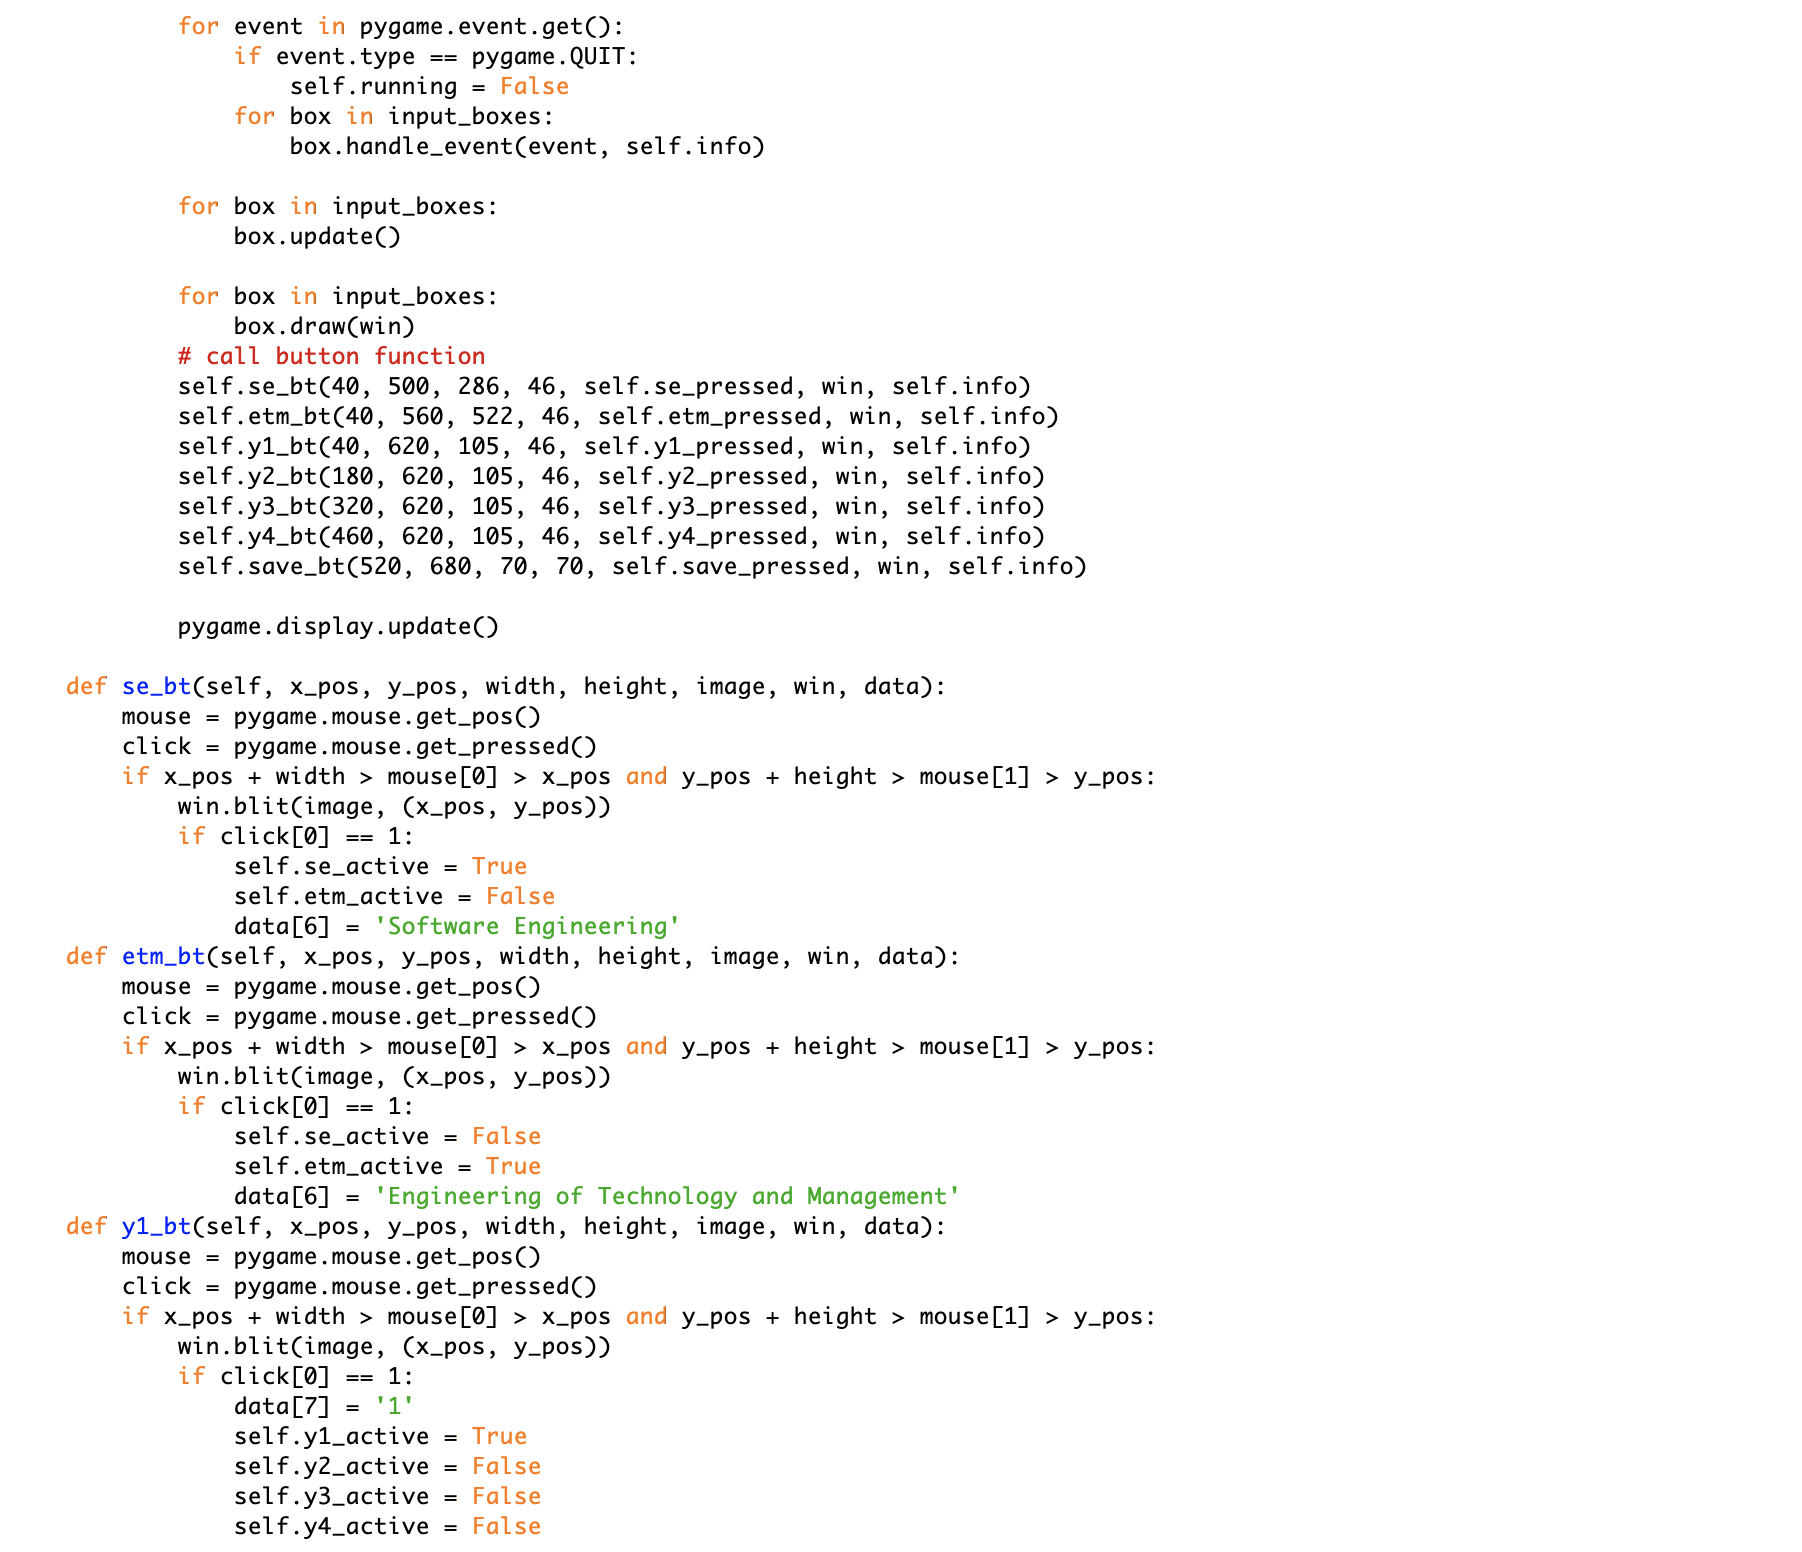 for event in pygame.event.get():
if event.type == pygame.QUIT:
self.running = False
for box in input_boxes:
box.handle_event(event, self.info)
for box in input_boxes:
box.update()
for box in input_boxes:
box.draw(win)
# call button function
self.se_bt(40, 500, 286, 46, self.se_pressed, win, self.info)
self.etm_bt(40, 560, 522, 46, self.etm_pressed, win, self.info)
self.y1_bt(40, 620, 105, 46, self.y1_pressed, win, self.info)
self.y2_bt(180, 620, 105, 46, self.y2_pressed, win, self.info)
self.y3_bt(320, 620, 105, 46, self.y3_pressed, win, self.info)
self.y4_bt(460, 620, 105, 46, self.y4_pressed, win, self.info)
self.save_bt(520, 680, 70, 70, self.save_pressed, win, self.info)
pygame.display.update()
def se_bt(self, x_pos, y_pos, width, height, image, win, data):
mouse = pygame.mouse.get_pos()
click = pygame.mouse.get_pressed()
if x_pos + width > mouse[0] > x_pos and y_pos + height > mouse[1] > y_pos:
win.blit(image, (x_pos, y_pos))
if click[0] == 1:
self.se_active = True
self.etm_active = False
data[6] = 'Software Engineering'
def etm_bt(self, x_pos, y_pos, width, height, image, win, data):
mouse = pygame.mouse.get_pos()
click = pygame.mouse.get_pressed()
if x_pos + width > mouse[0] > x_pos and y_pos + height > mouse[1] > y_pos:
win.blit(image, (x_pos, y_pos))
if click[0] == 1:
self.se_active = False
self.etm_active = True
data[6] = 'Engineering of Technology and Management'
def y1_bt(self, x_pos, y_pos, width, height, image, win, data):
mouse = pygame.mouse.get_pos()
click = pygame.mouse.get_pressed()
if x_pos + width > mouse[0] > x_pos and y_pos + height > mouse[1] > y_pos:
win.blit(image, (x_pos, y_pos))
if click[0] == 1:
data[7] = '1'
self.y1_active = True
self.y2_active = False
self.y3_active = False
self.y4_active = False